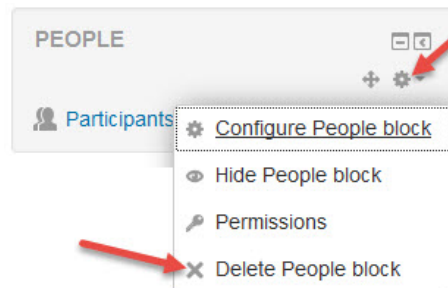 PEOPLE
Participants
Configure People block
Hide People block
Permissions
Delete People block